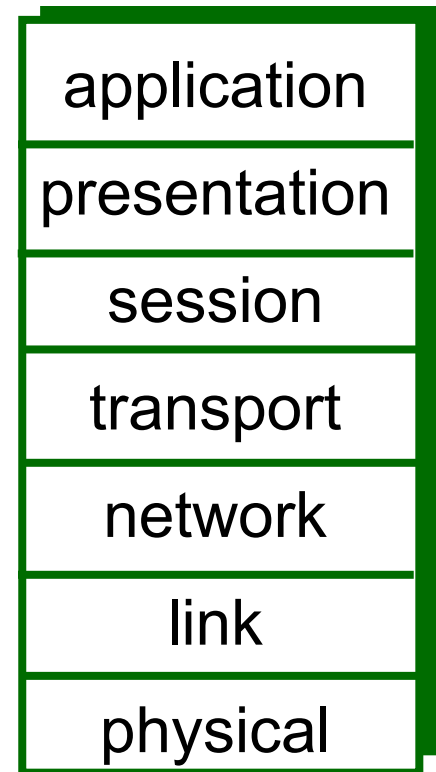 application
presentation
session
transport
network
link
physical